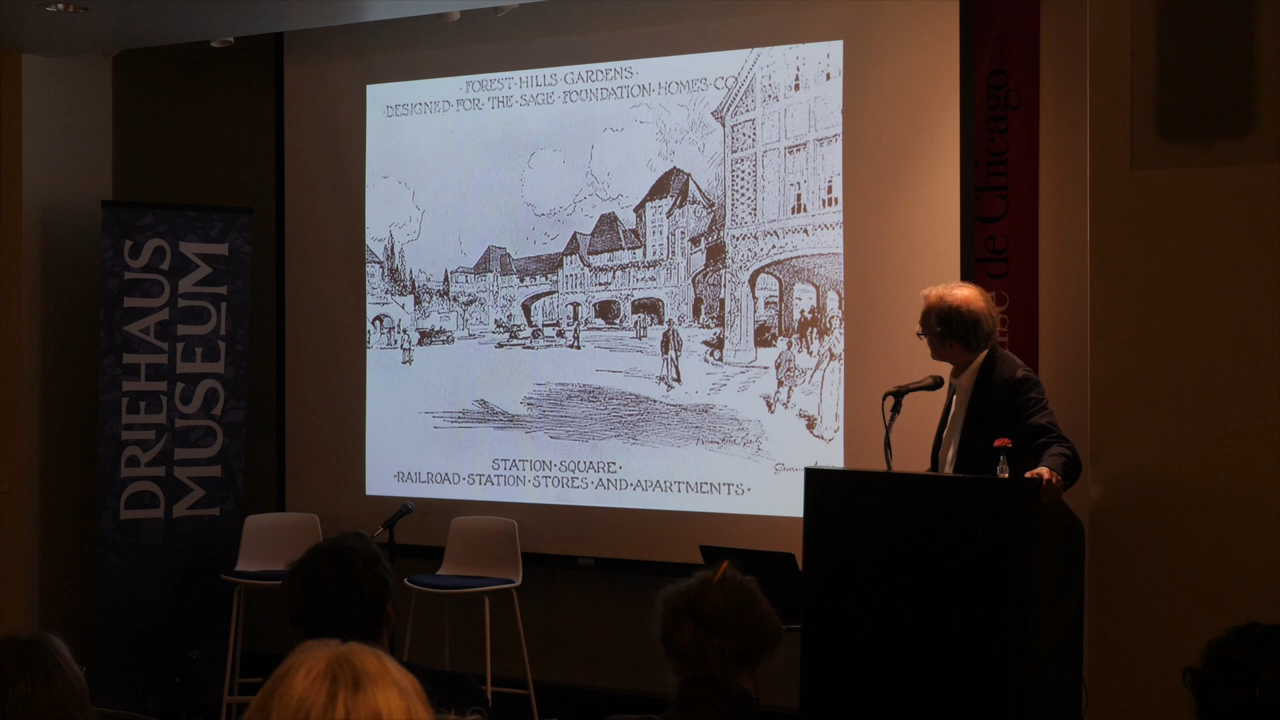 ·FOREST·HILLS·GARDENS·
·DESIGNED·FOR·THE·SAGE·FOUNDATION·HOMES·CO
STATION·SQUARE·
·RAILROAD·STATION·STORES·AND·APARTMENTS·
DRIEHAUS
MUSEUM
de Chicago